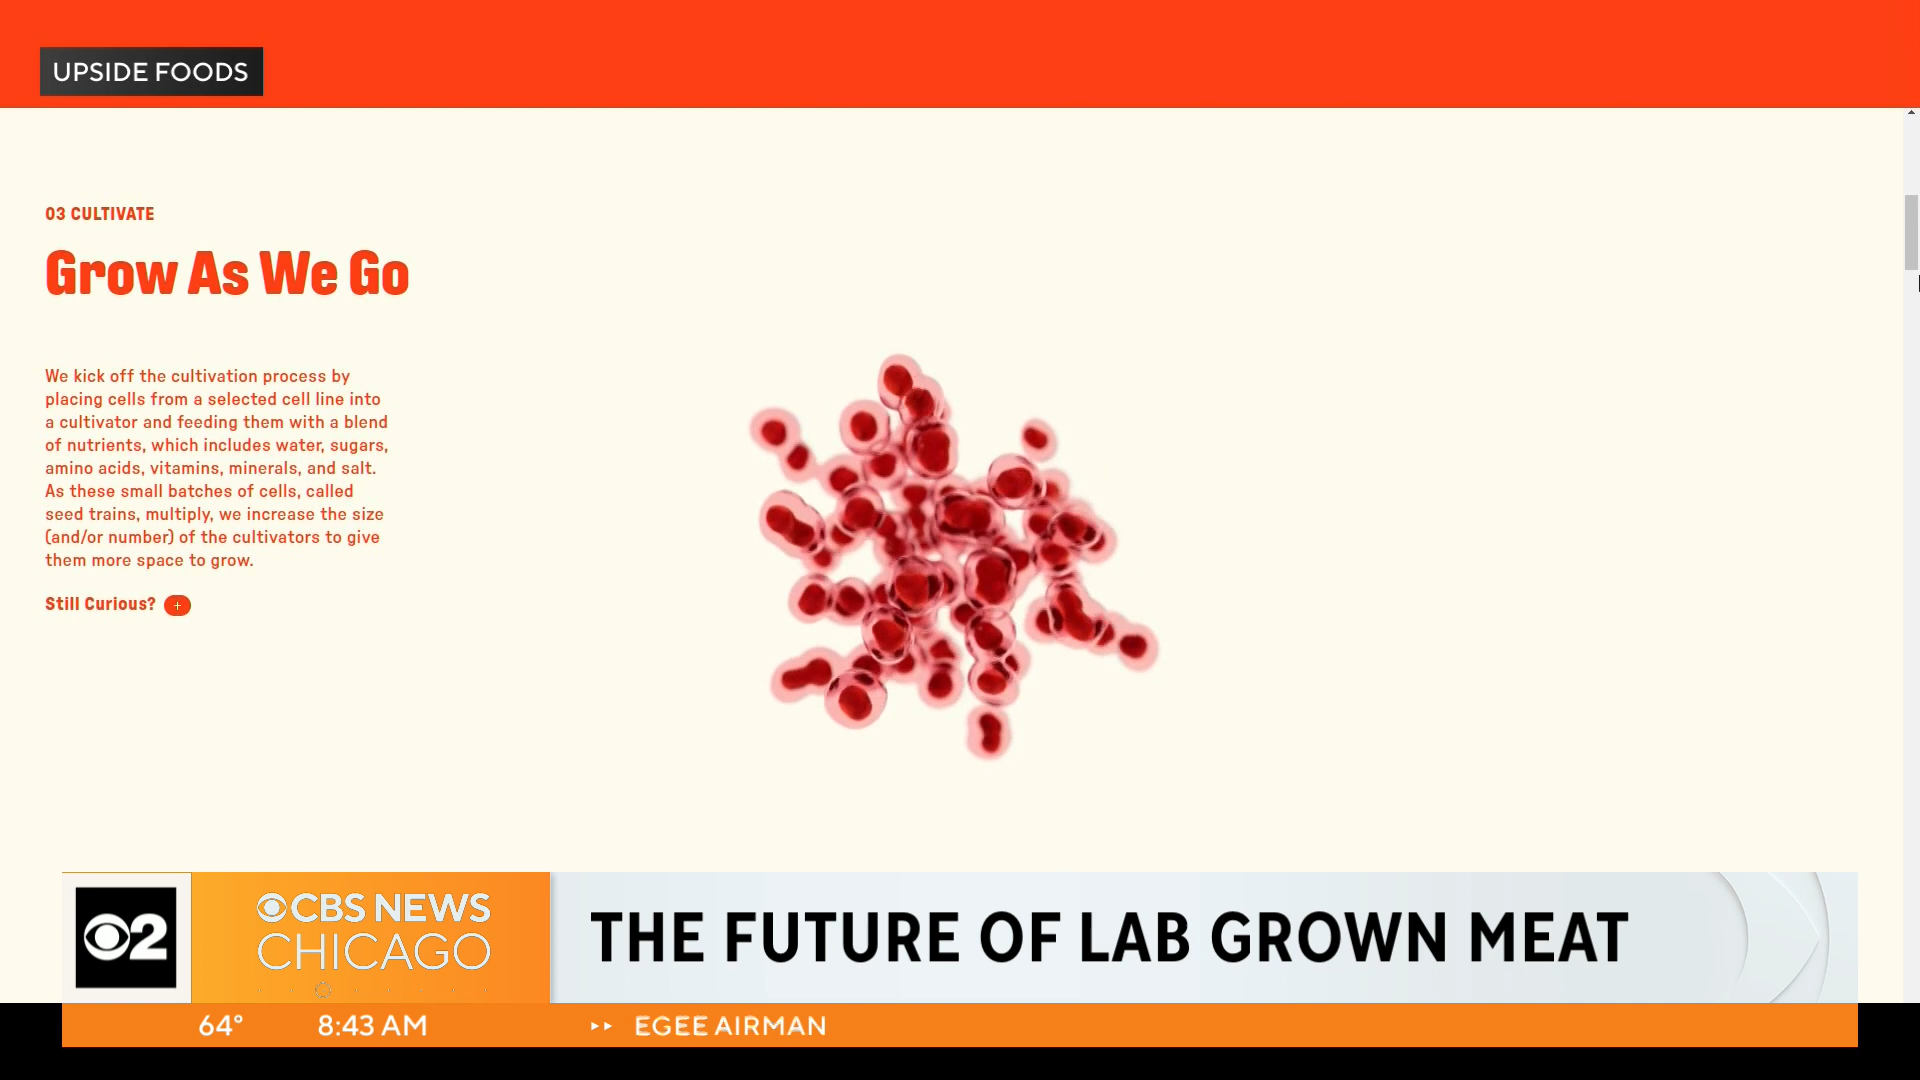 UPSIDE FOODS
03 CULTIVATE
Grow As We Go
We kick off the cultivation process by
placing cells from a selected cell line into
a cultivator and feeding them with a blend
of nutrients, which includes water, sugars,
amino acids, vitamins, minerals, and salt.
As these small batches of cells, called
seed trains, multiply, we increase the size
(and/or number) of the cultivators to give
them more space to grow.
Still Curious? +
2
CBS NEWS
CHICAGO
THE FUTURE OF LAB GROWN MEAT
64° 8:43 AM EGEE AIRMAN